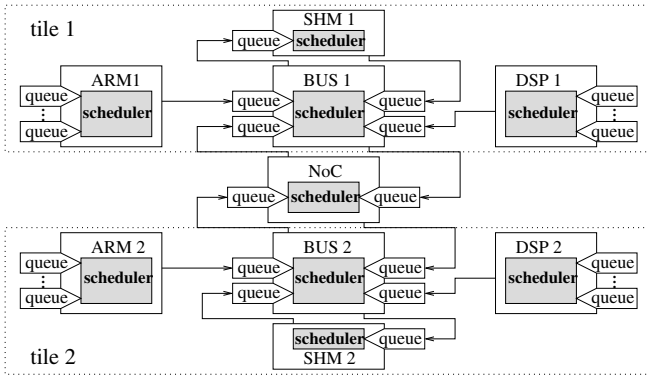 tile 1
SHM 1
queue scheduler
ARM1 BUS 1 DSP 1
queue queue queue queue
scheduler scheduler scheduler
queue queue queue queue
NoC
queue scheduler queue
ARM 2 BUS 2 DSP 2
queue queue queue queue
scheduler scheduler scheduler
queue queue queue queue
scheduler queue
SHM 2
tile 2